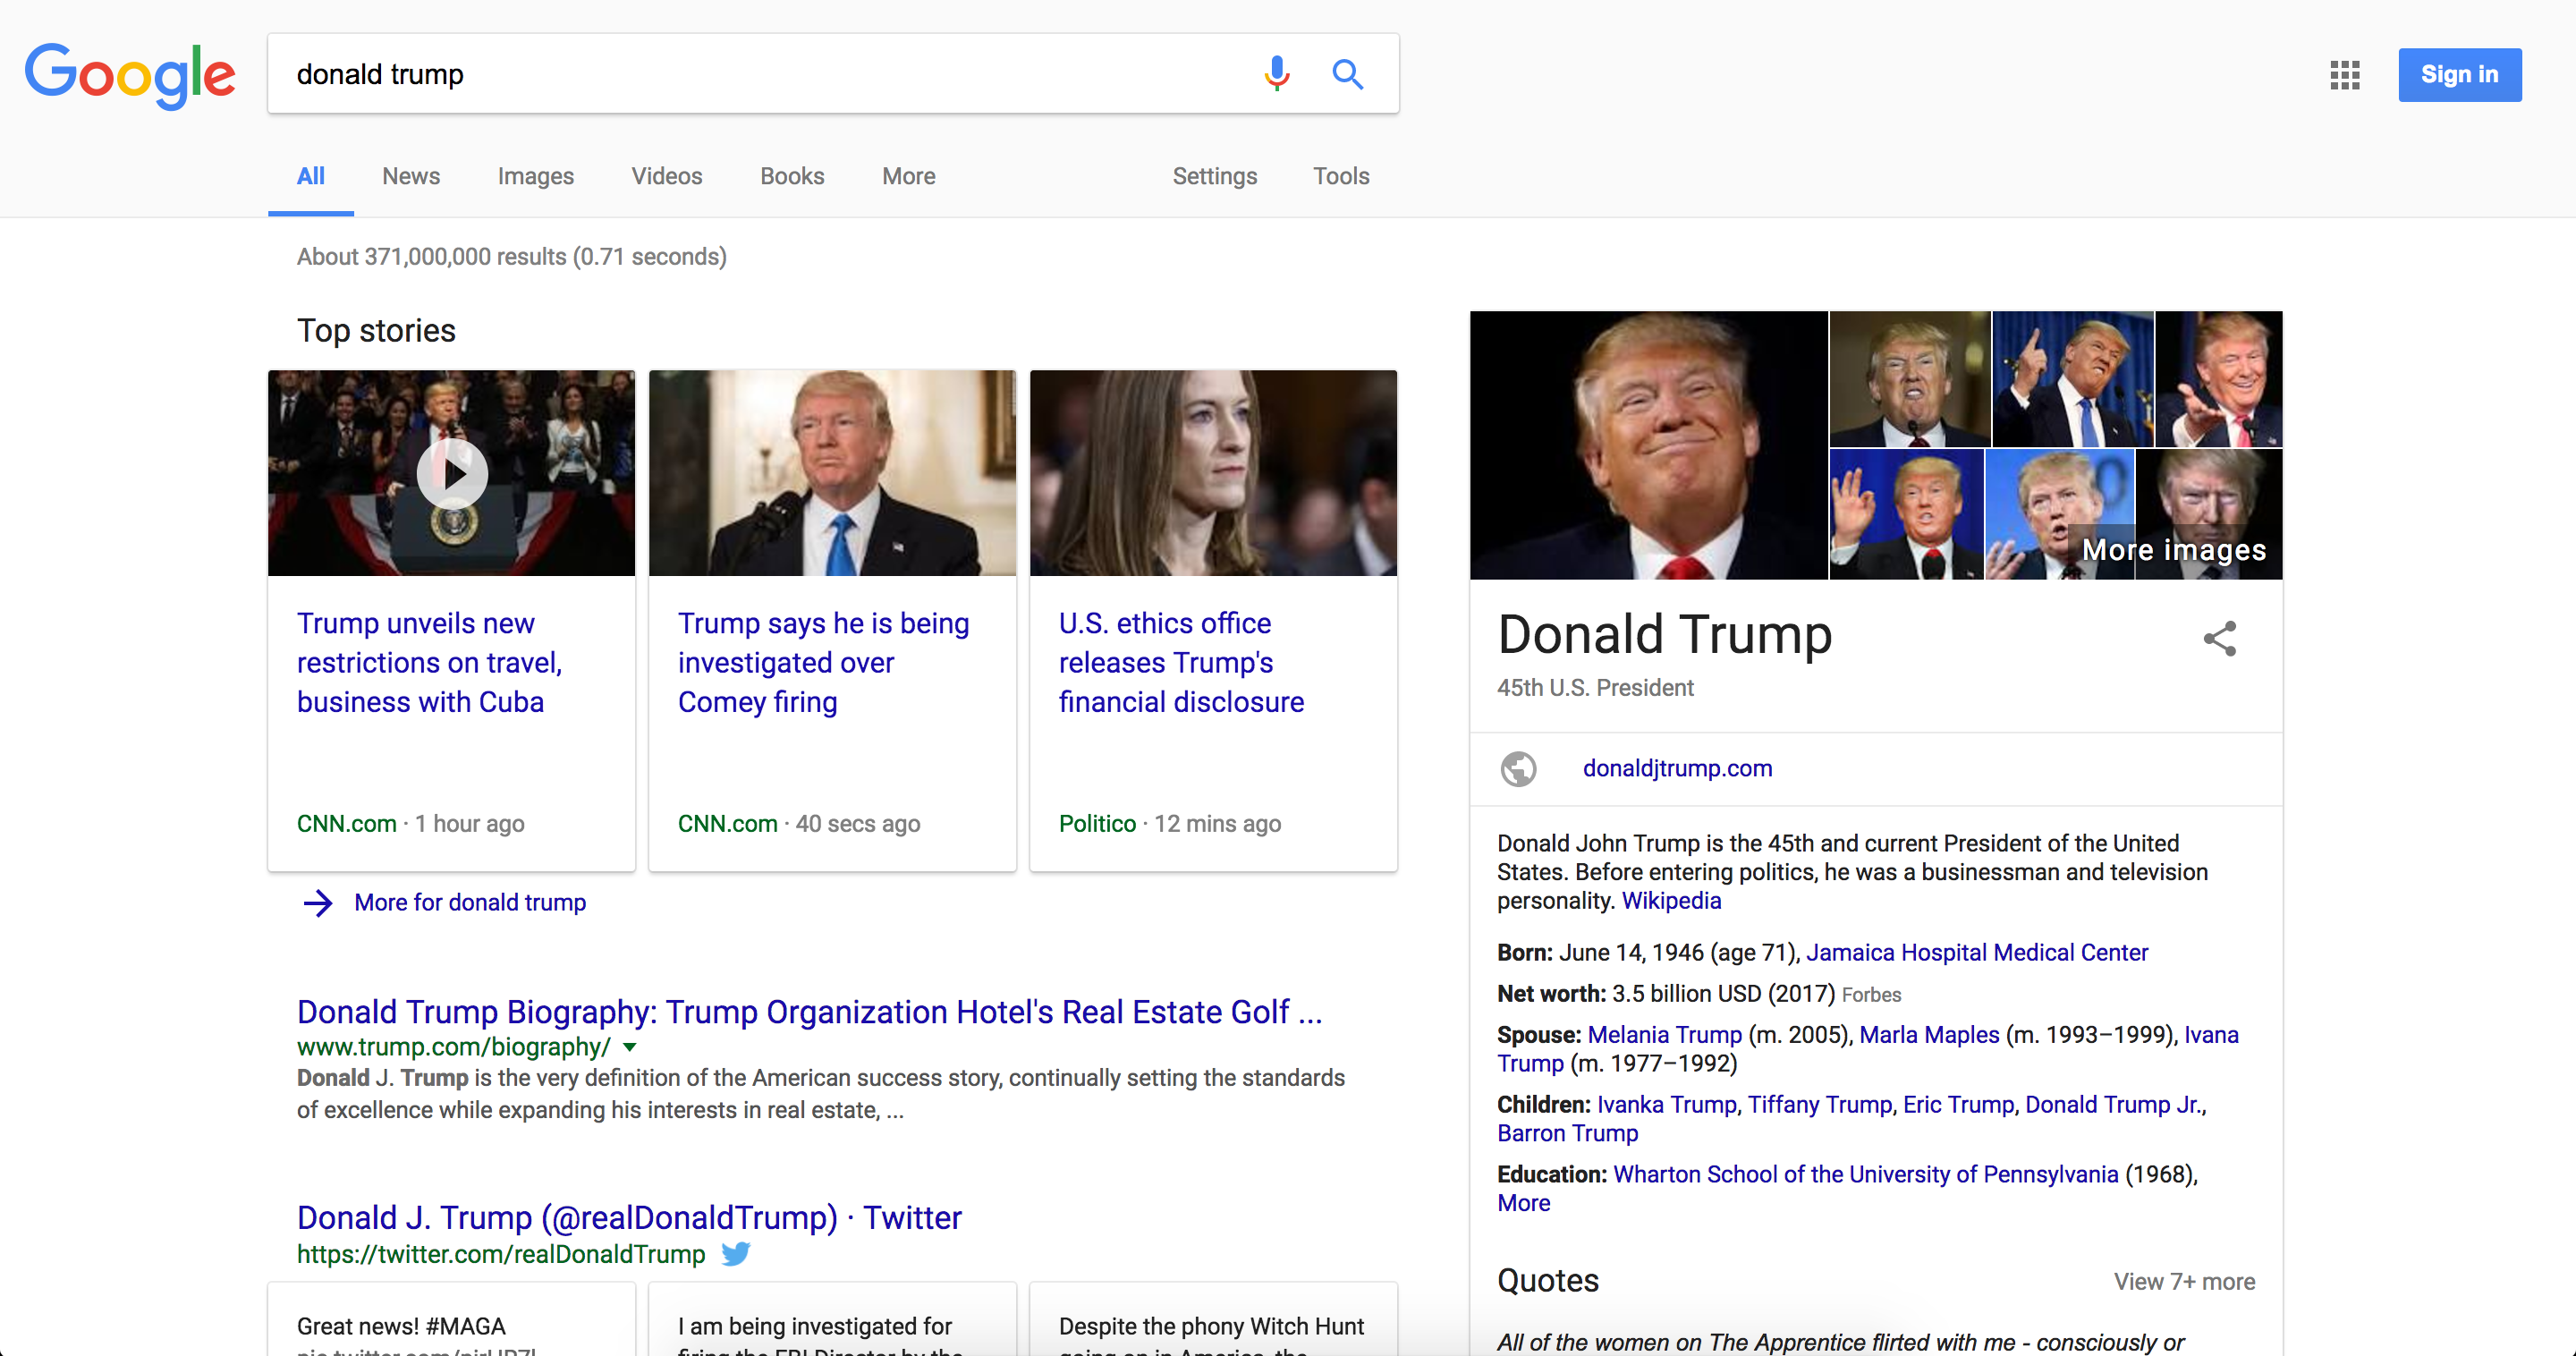 Google
donald trump
Sign in
All News Images Videos Books More Settings Tools
About 371,000,000 results (0.71 seconds)
Top stories
Trump unveils new
restrictions on travel,
business with Cuba
CNN.com · 1 hour ago
Trump says he is being
investigated over
Comey firing
CNN.com · 40 secs ago
U.S. ethics office
releases Trump's
financial disclosure
Politico · 12 mins ago
More for donald trump
Donald Trump Biography: Trump Organization Hotel's Real Estate Golf ...
www.trump.com/biography/
Donald J. Trump is the very definition of the American success story, continually setting the standards
of excellence while expanding his interests in real estate, ...
Donald J. Trump (@realDonaldTrump) · Twitter
https://twitter.com/realDonaldTrump
Great news! #MAGA
I am being investigated for
firing the FBI Director by the
Despite the phony Witch Hunt
going on in America, the
More images
Donald Trump
45th U.S. President
donaldjtrump.com
Donald John Trump is the 45th and current President of the United
States. Before entering politics, he was a businessman and television
personality. Wikipedia
Born: June 14, 1946 (age 71), Jamaica Hospital Medical Center
Net worth: 3.5 billion USD (2017) Forbes
Spouse: Melania Trump (m. 2005), Marla Maples (m. 1993–1999), Ivana
Trump (m. 1977–1992)
Children: Ivanka Trump, Tiffany Trump, Eric Trump, Donald Trump Jr.,
Barron Trump
Education: Wharton School of the University of Pennsylvania (1968),
More
Quotes
View 7+ more
All of the women on The Apprentice flirted with me - consciously or